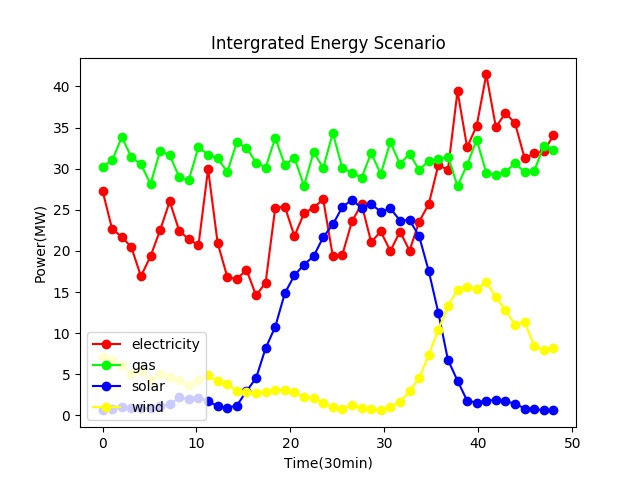 Intergrated Energy Scenario
Power(MW)
40
35
30
25
20
15
10
5
0
electricity
gas
solar
wind
0 10 20 30 40 50
Time(30min)